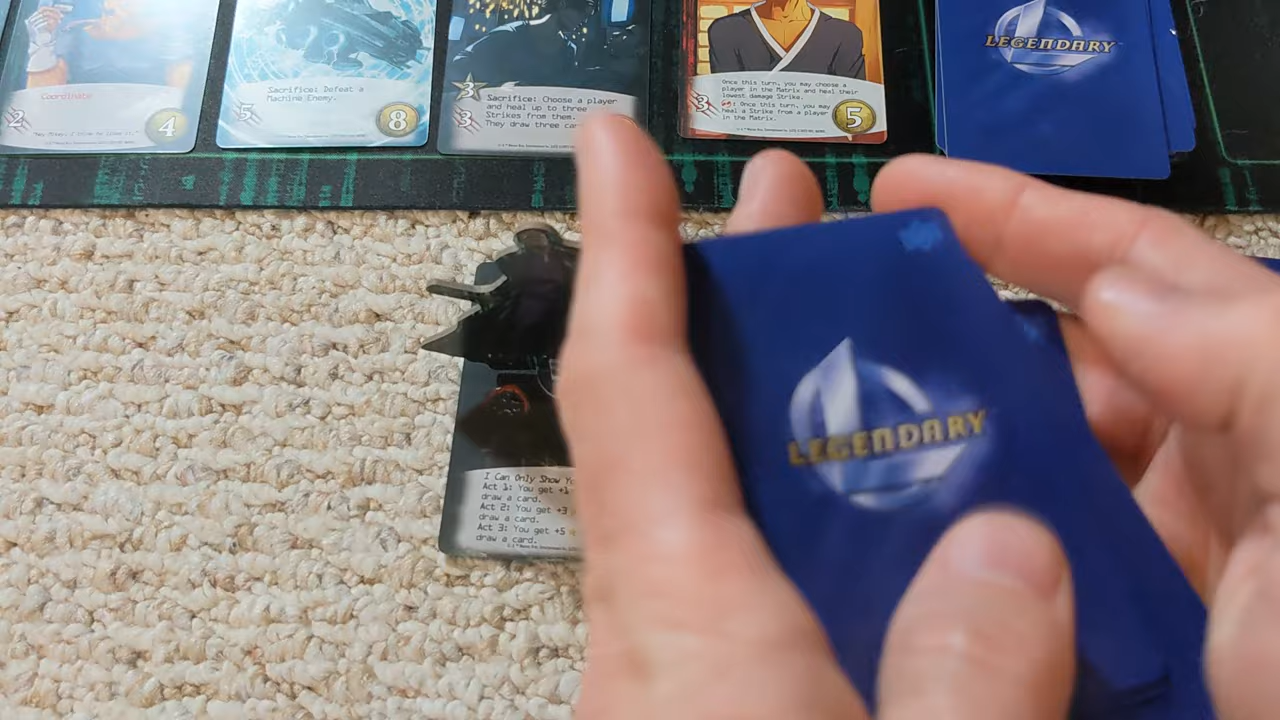 Coordinate
2
4
Sacrifice: Defeat a
Machine Enemy.
5
8
3
3
Sacrifice: Choose a player
and heal up to three
Strikes from them.
They draw three
Once this turn, you may choose a
player in the Matrix and heal their
lowest damage Strike.
: Once this turn, you may
heal a Strike from a player
in the Matrix.
3
5
LEGENDARY
LEGENDARY
I Can Only Show
Act 1: You get +1
draw a card.
Act 2: You get +3
draw a card.
Act 3: You get +5
draw a card.